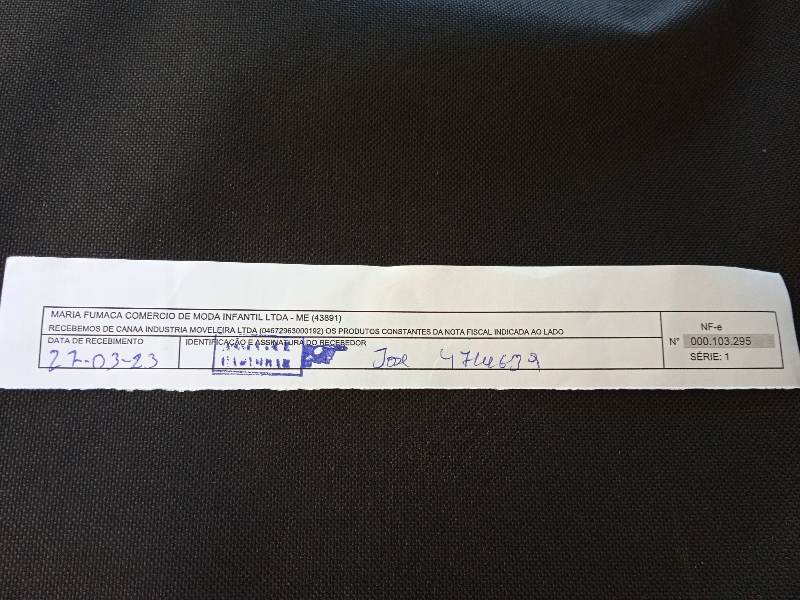 MARIA FUMACA COMERCIO DE MODA INFANTIL LTDA - ME (43891)
RECEBEMOS DE CANAA INDUSTRIA MOVELEIRA LTDA (04672963000192) OS PRODUTOS CONSTANTES DA NOTA FISCAL INDICADA AO LADO
DATA DE RECEBIMENTO
27-03-23
IDENTIFICAÇÃO E ASSINATURA DO RECEBEDOR
Jose
NF-e
N° 000.103.295
SÉRIE: 1